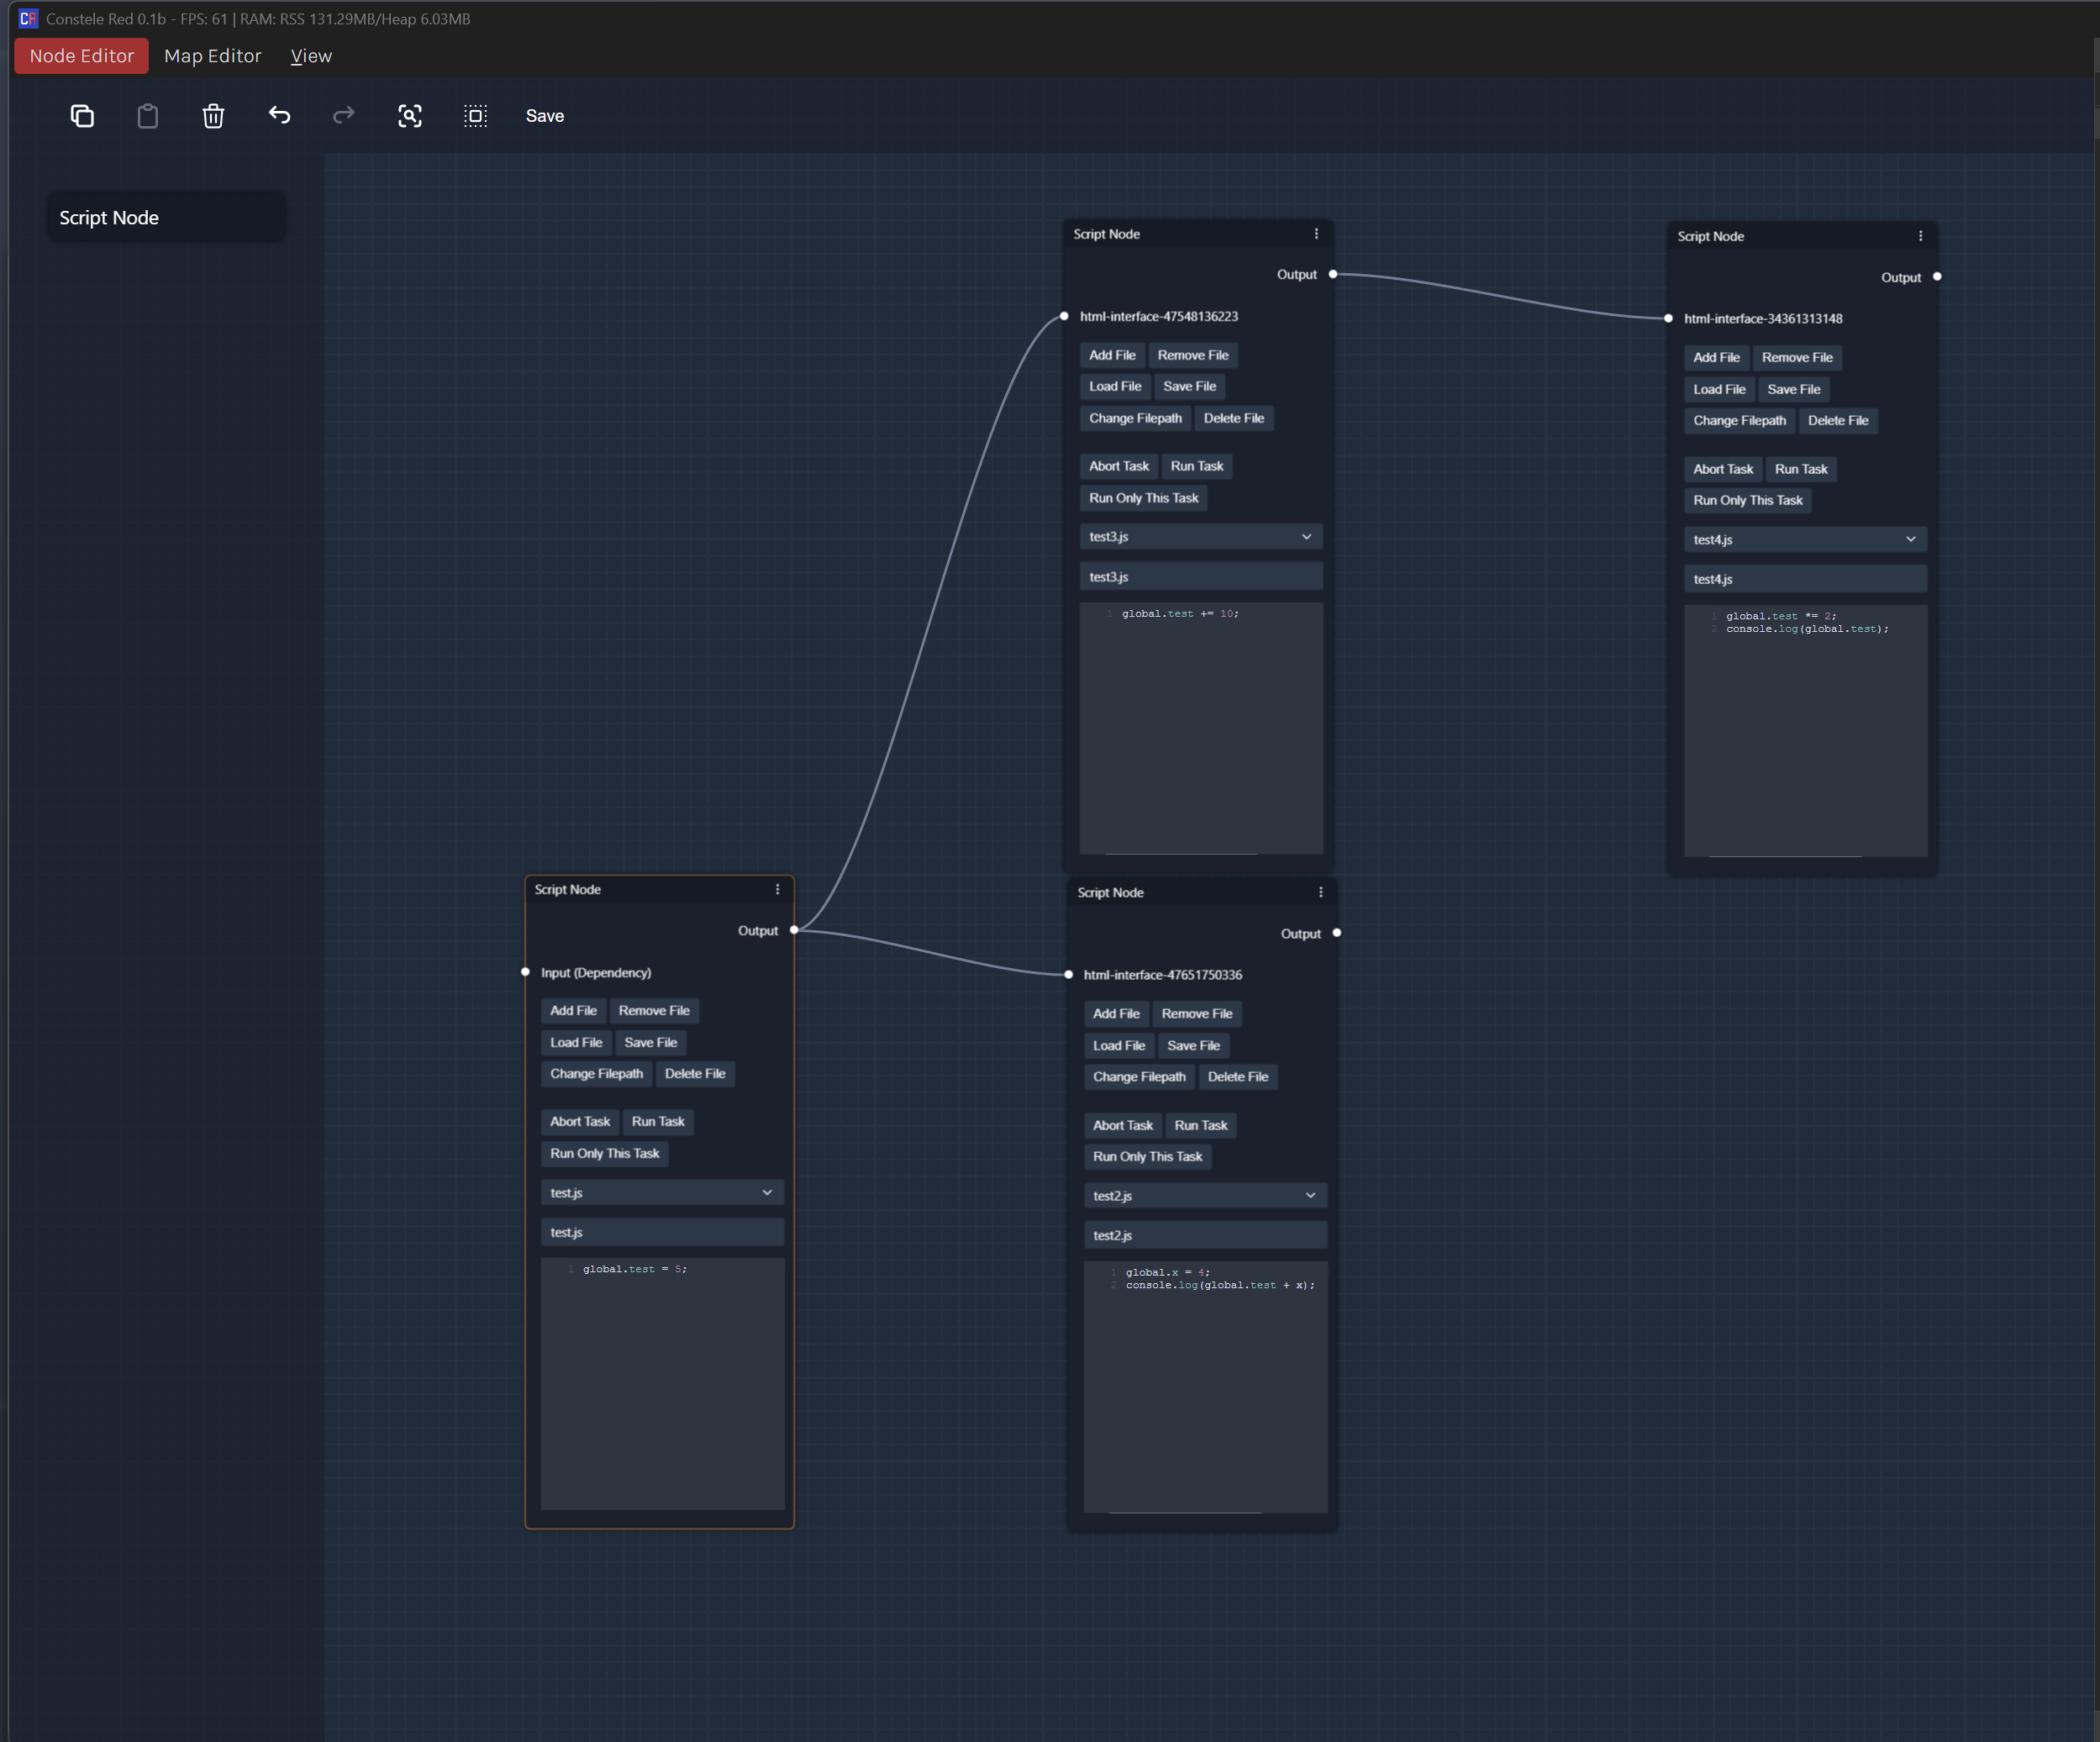 Constele Red 0.1b - FPS: 61 | RAM: RSS 131.29MB/Heap 6.03MB
Node Editor Map Editor View
Save
Script Node
Script Node
Output
html-interface-47548136223
Add File Remove File
Load File Save File
Change Filepath Delete File
Abort Task Run Task
Run Only This Task
test3.js
test3.js
1 global.test += 10;
Script Node
Output
html-interface-34361313148
Add File Remove File
Load File Save File
Change Filepath Delete File
Abort Task Run Task
Run Only This Task
test4.js
test4.js
1 global.test *= 2;
2 console.log(global.test);
Script Node
Output
Input (Dependency)
Add File Remove File
Load File Save File
Change Filepath Delete File
Abort Task Run Task
Run Only This Task
test.js
test.js
1 global.test = 5;
Script Node
Output
html-interface-47651750336
Add File Remove File
Load File Save File
Change Filepath Delete File
Abort Task Run Task
Run Only This Task
test2.js
test2.js
1 global.x = 4;
2 console.log(global.test + x);